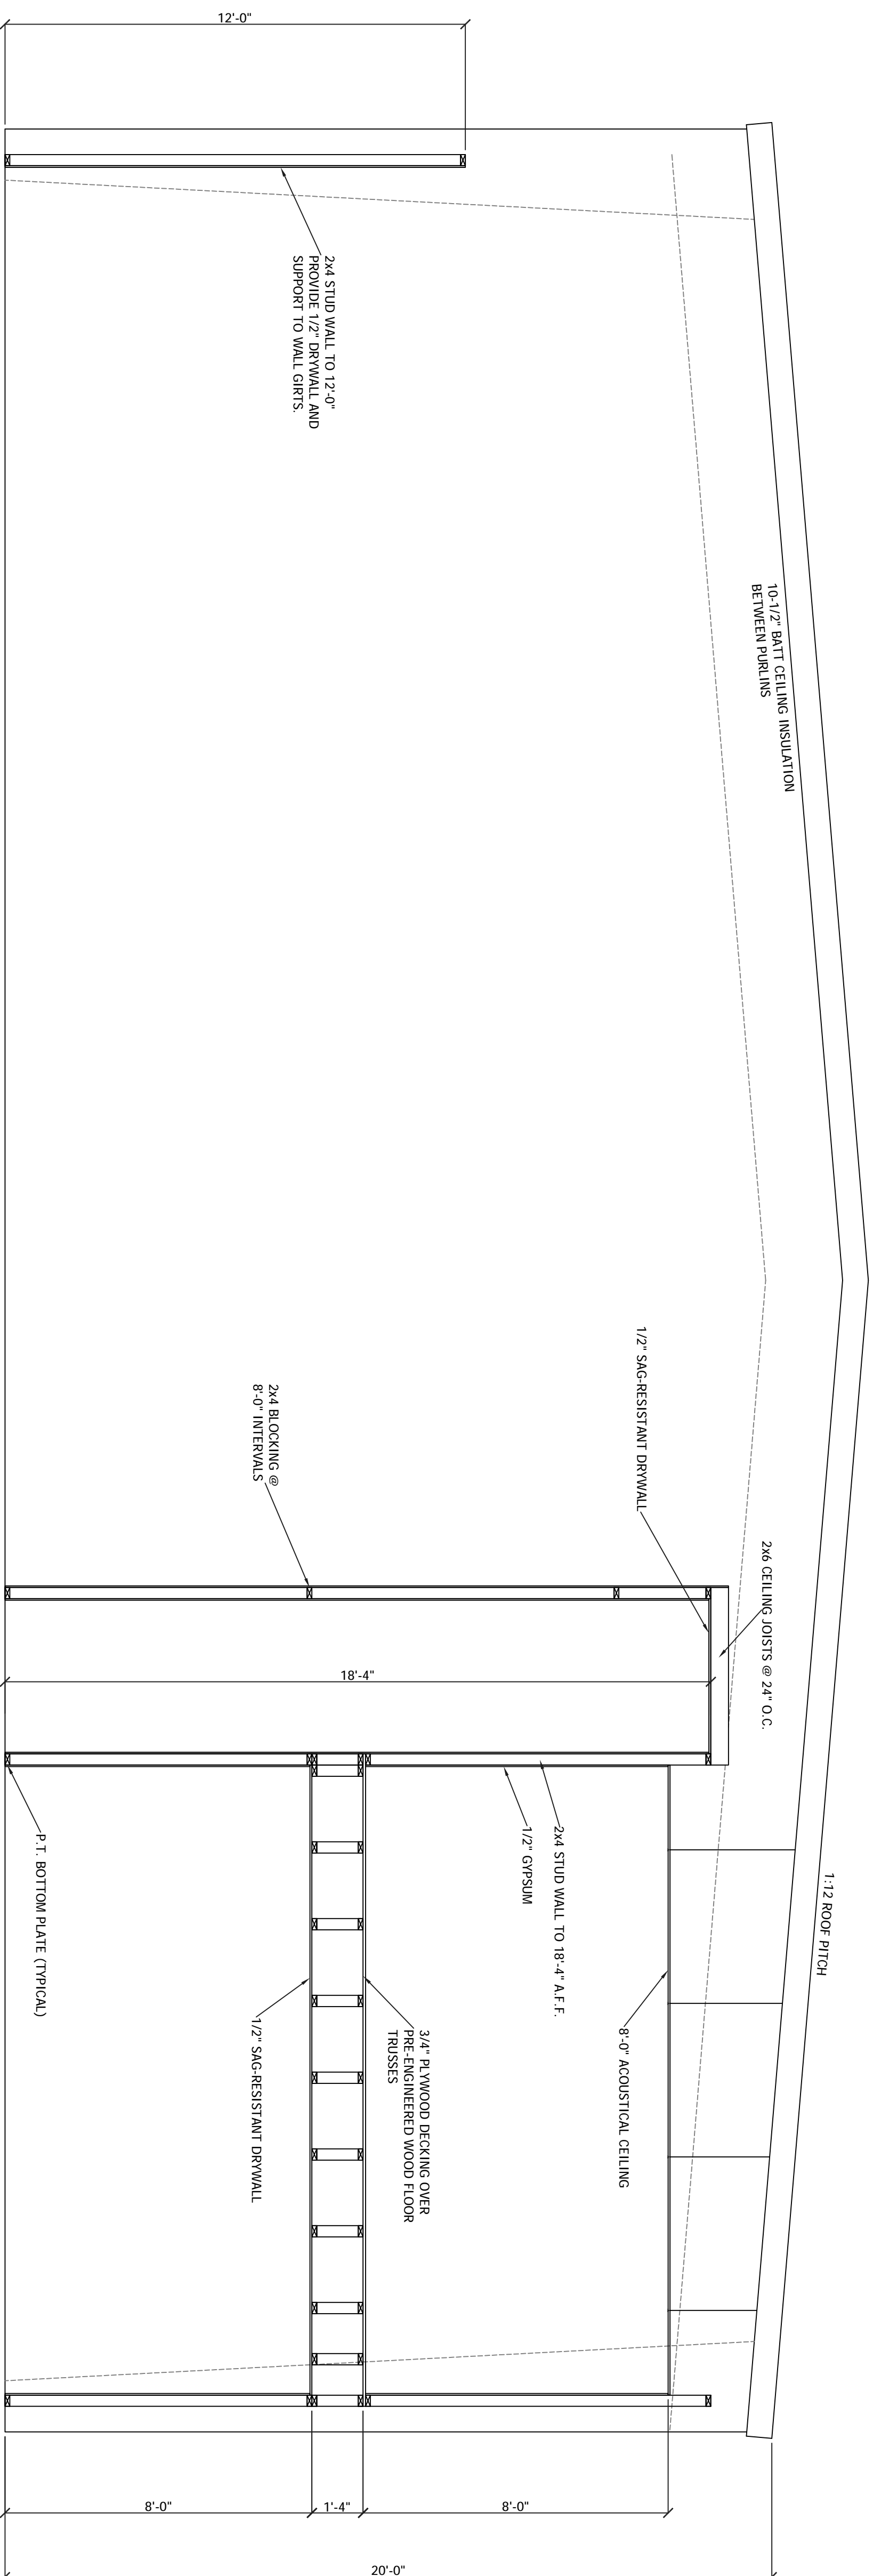 12'-0"
2x4 STUD WALL TO 12'-0"
PROVIDE 1/2" DRYWALL AND
SUPPORT TO WALL GIRTS.
10-1/2" BATT CEILING INSULATION
BETWEEN PURLINS
1/2" SAG-RESISTANT DRYWALL
2x4 BLOCKING @
8'-0" INTERVALS
2x6 CEILING JOISTS @ 24" O.C.
18'-4"
1:12 ROOF PITCH
2x4 STUD WALL TO 18'-4" A.F.F.
1/2" GYPSUM
P.T. BOTTOM PLATE (TYPICAL)
8'-0" ACOUSTICAL CEILING
3/4" PLYWOOD DECKING OVER
PRE-ENGINEERED WOOD FLOOR
TRUSSES
1/2" SAG-RESISTANT DRYWALL
8'-0"
1'-4"
8'-0"
20'-0"